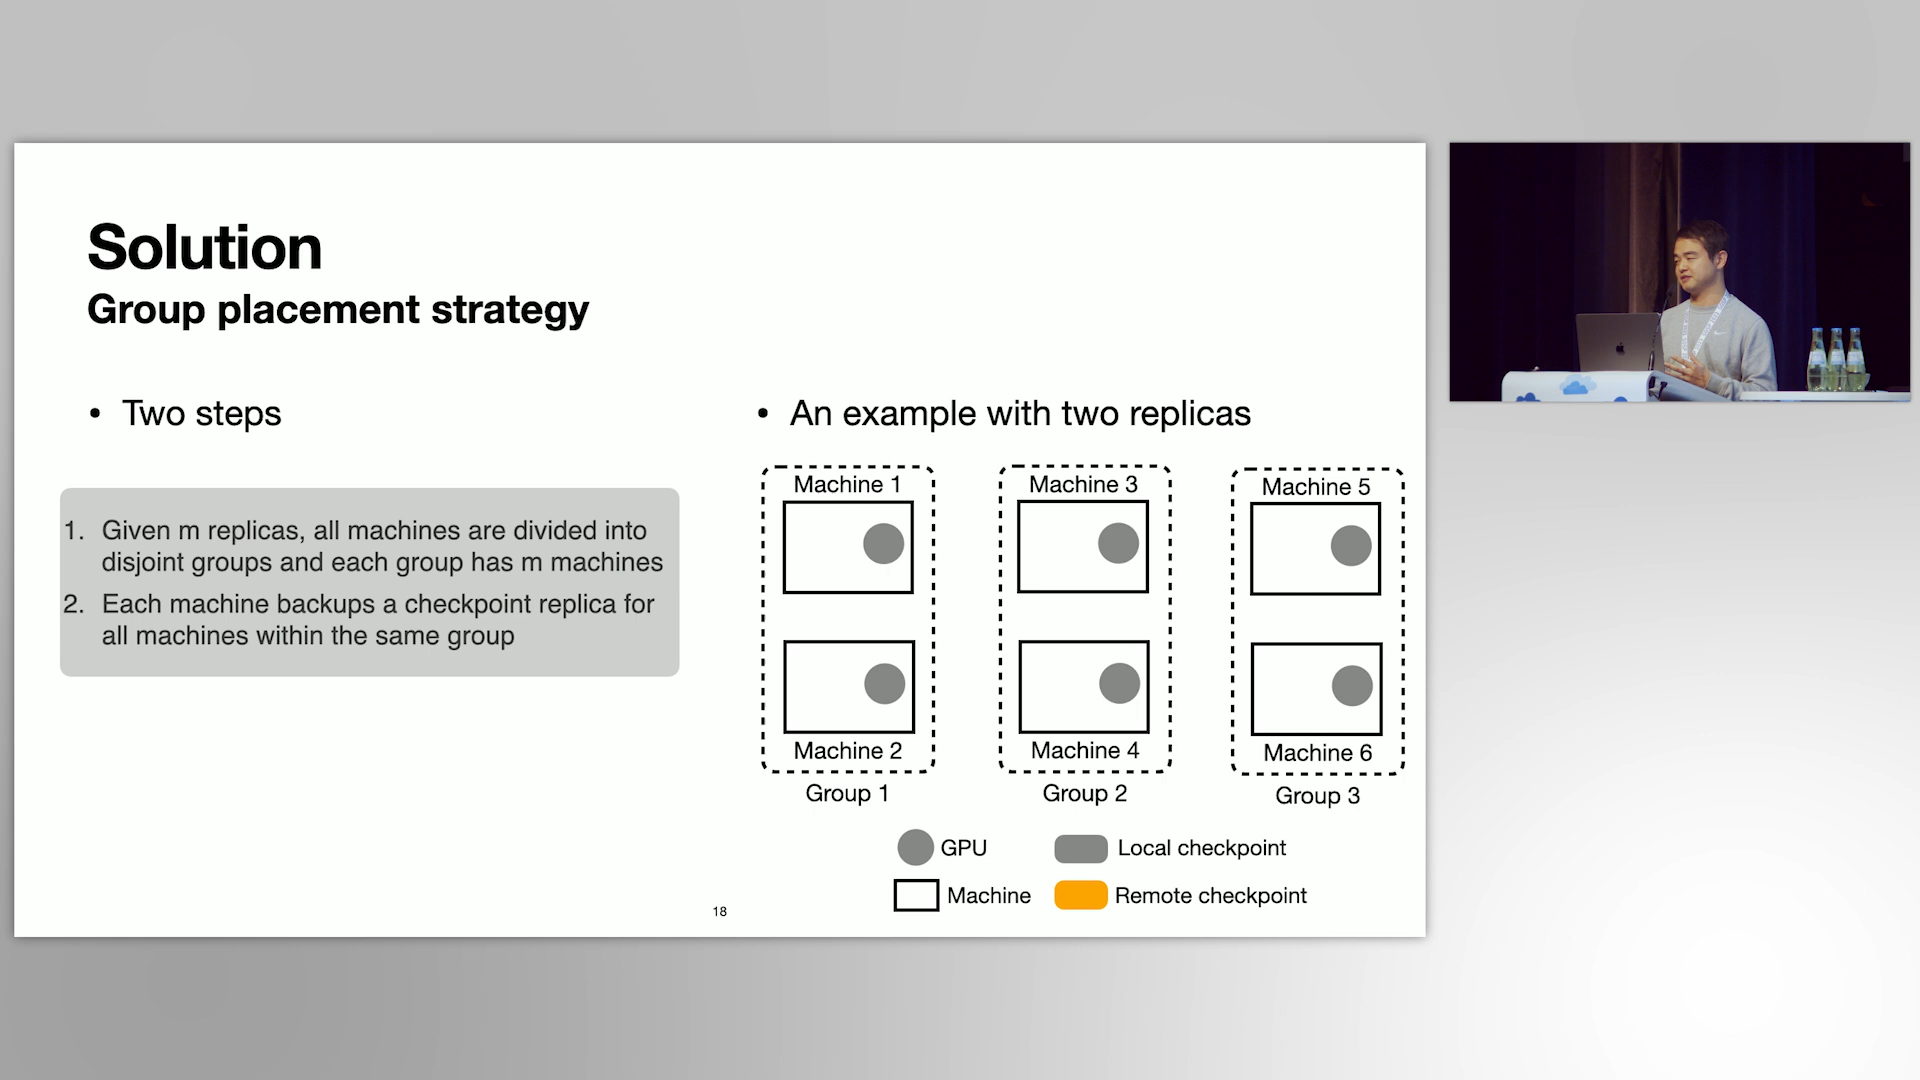 Solution
Group placement strategy
• Two steps
1. Given m replicas, all machines are divided into
disjoint groups and each group has m machines
2. Each machine backups a checkpoint replica for
all machines within the same group
• An example with two replicas
Machine 1
Machine 2
Group 1
Machine 3
Machine 4
Group 2
Machine 5
Machine 6
Group 3
GPU
Local checkpoint
Machine
Remote checkpoint
18